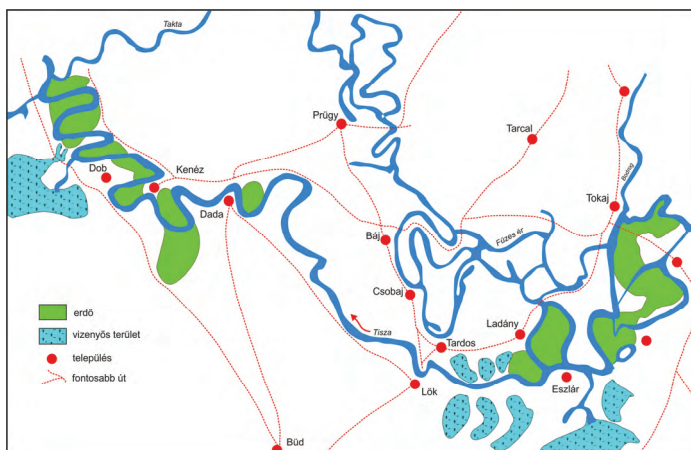 Takta
Prügy
Tarcal
Bodrog
Dob
Kenéz
Dada
Tokaj
Báj
Füzes ér
Csobaj
Tisza
Ladány
Tardos
Lök
Eszlár
Büd
erdő
vizenyős terület
település
fontosabb út